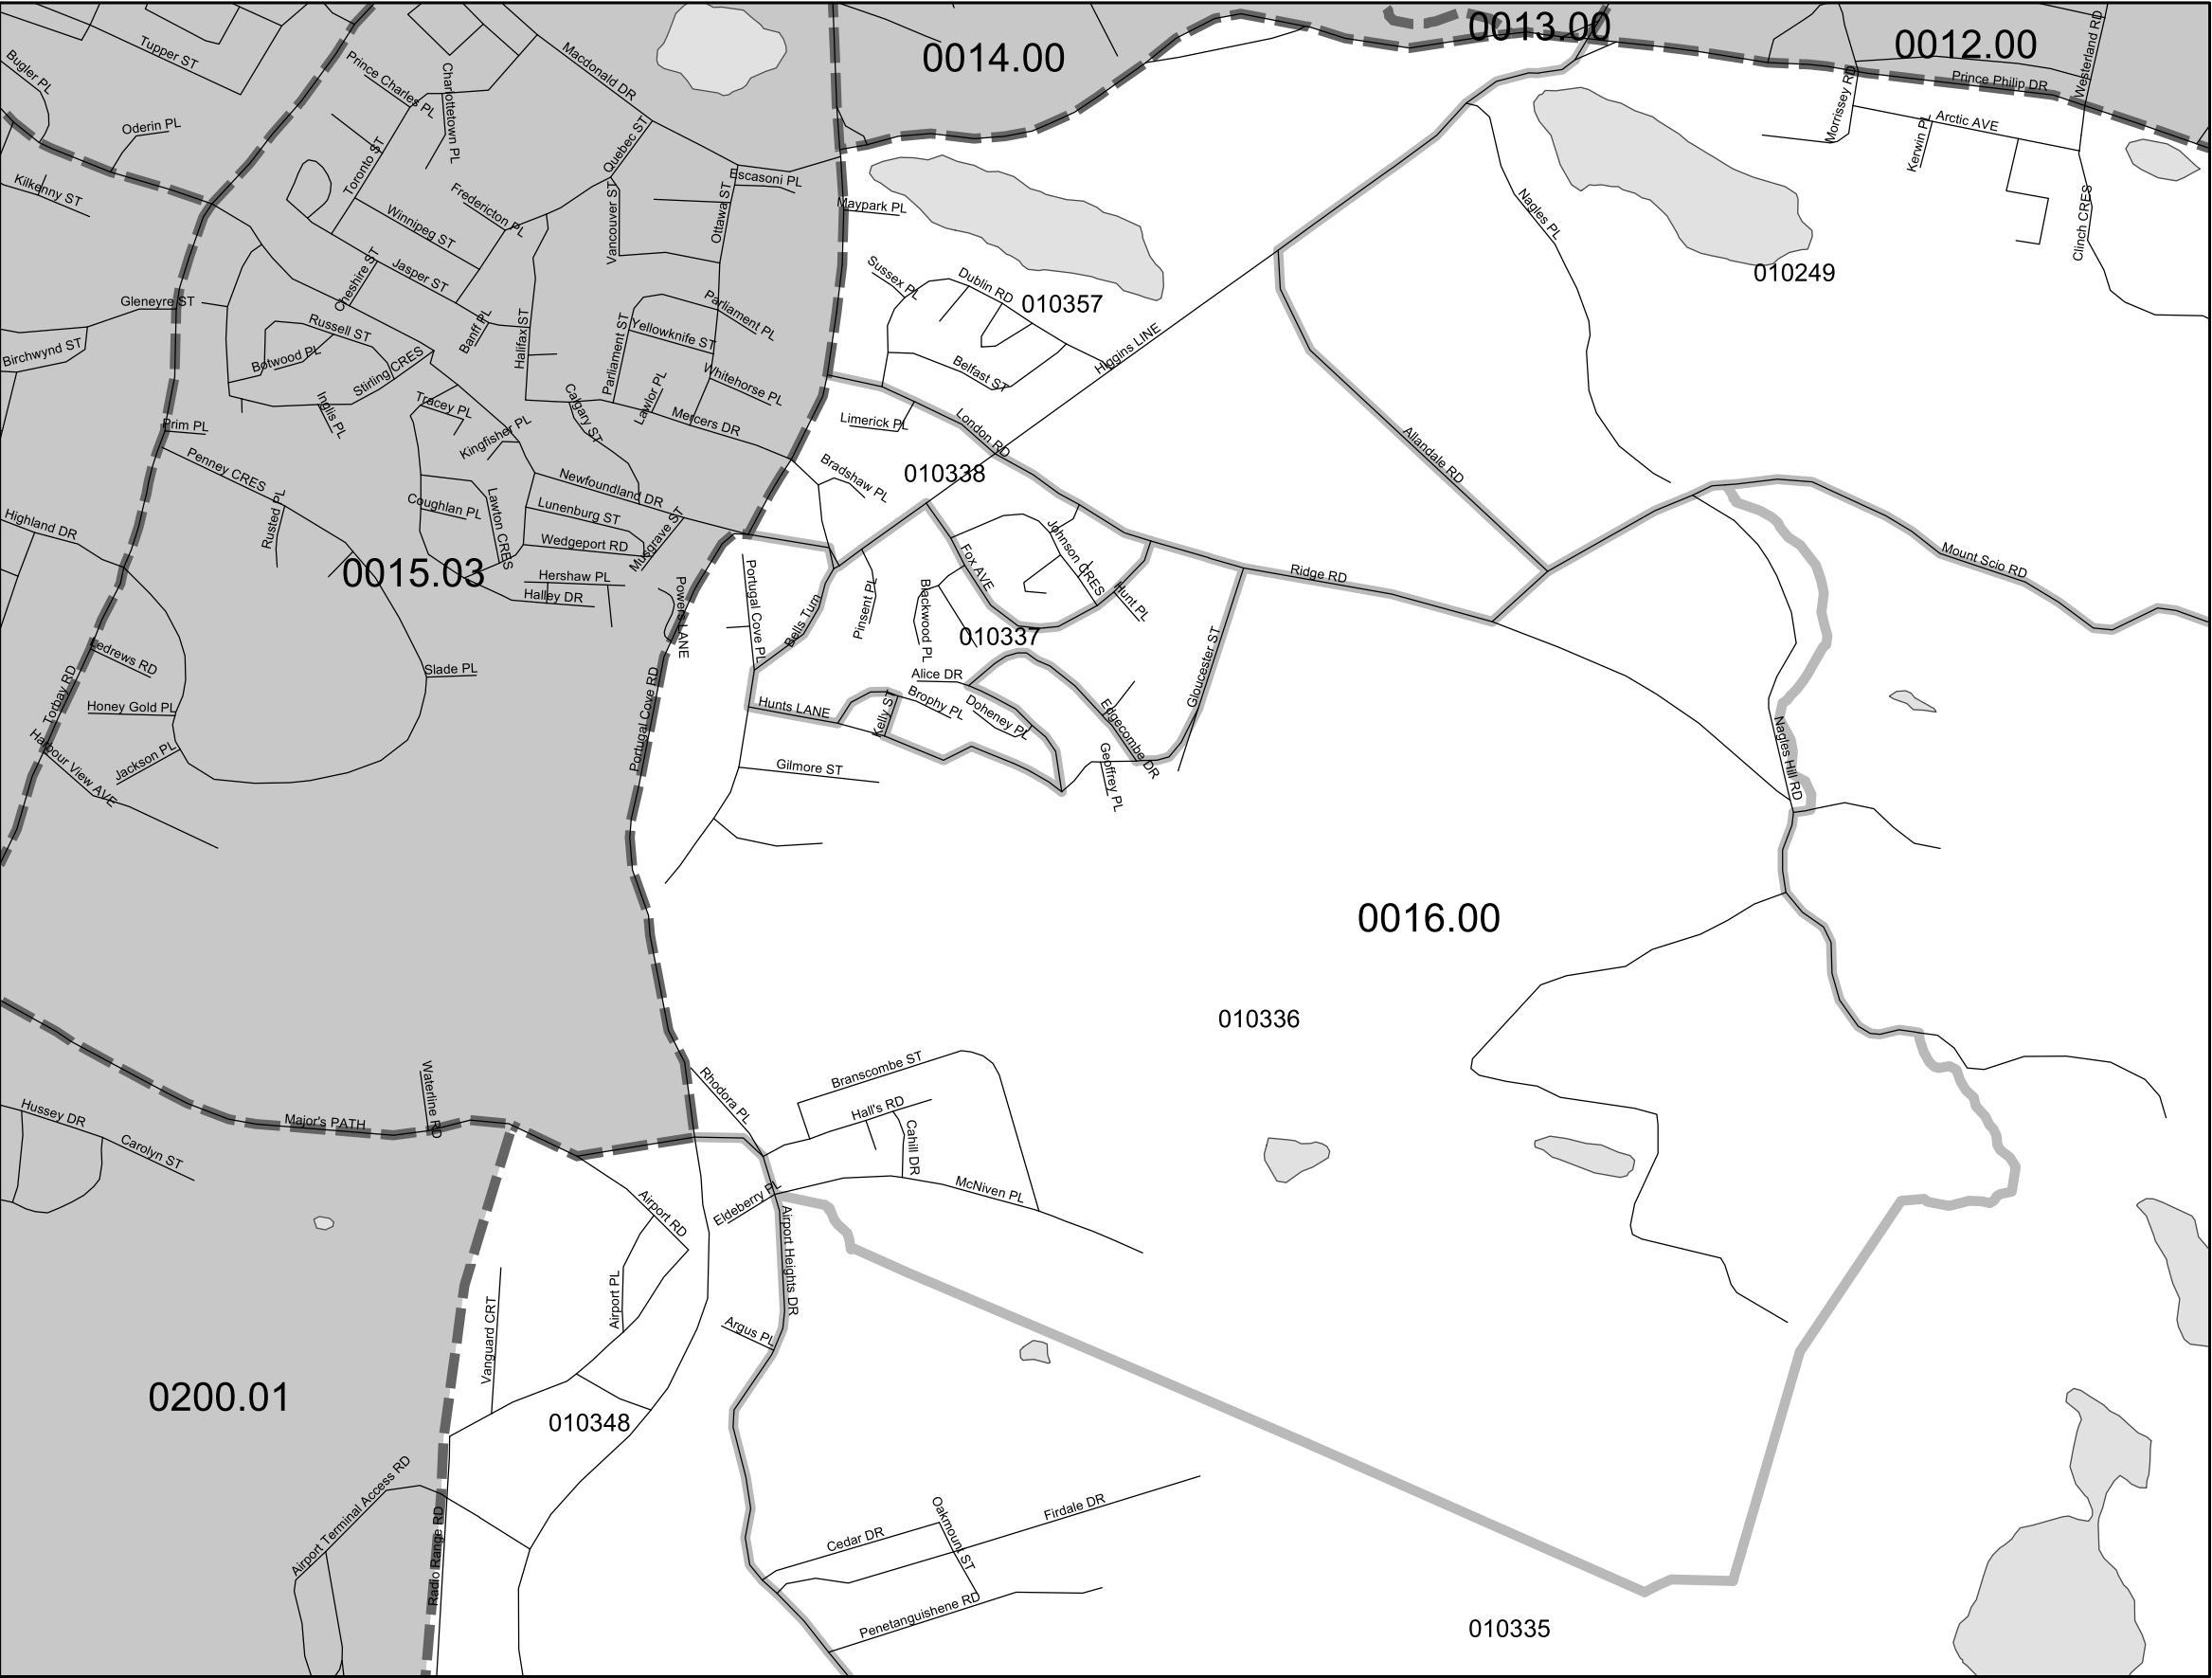 0013.00
0014.00
0012.00
Tupper ST
Bugler PL
Macdonald DR
Prince Charles PL
Charlottetown PL
Westerland RD
Prince Philip DR
Morrissey RD
Arctic AVE
Kerwin PL
Oderin PL
Quebec ST
Toronto ST
Escasoni PL
Kilkenny ST
Fredericton PL
Vancouver ST
Ottawa ST
Maypark PL
Nagles PL
Clinch CRES
Winnipeg ST
Jasper ST
Cheshire ST
Sussex PL
Dublin RD
010357
010249
Gleneyre ST
Parliament PL
Russell ST
Banff PL
Halifax ST
Parliament ST
Yellowknife ST
Higgins LINE
Birchwynd ST
Botwood PL
Stirling CRES
Belfast ST
Whitehorse PL
Lawlor PL
Inglis PL
Tracey PL
Calgary ST
Mercers DR
Limerick PL
London RD
Prim PL
Kingfisher PL
Allandale RD
Penney CRES
Bradshaw PL
010338
Newfoundland DR
Rusted PL
Coughlan PL
Lawton CRES
Lunenburg ST
Highland DR
Wedgeport RD
Musgrave ST
Johnson CRES
Fox AVE
Mount Scio RD
0015.03
Hershaw PL
Halley DR
Ridge RD
Powers LANE
Portugal Cove PL
Bells Turn
Pinsent PL
Blackwood PL
Hunt PL
010337
Gloucester ST
Ledrews RD
Slade PL
Alice DR
Torbay RD
Honey Gold PL
Portugal Cove RD
Hunts LANE
Kelly ST
Brophy PL
Doheney PL
Edgecombe DR
Nagles Hill RD
Harbour View AVE
Jackson PL
Gilmore ST
Geoffrey PL
0016.00
010336
Waterline RD
Rhodora PL
Branscombe ST
Hall's RD
Hussey DR
Major's PATH
Carolyn ST
Cahill DR
McNiven PL
Airport RD
Eldeberry PL
Airport Heights DR
Vanguard CRT
Airport PL
Argus PL
0200.01
010348
Airport Terminal Access RD
Radio Range RD
Oakmount ST
Firdale DR
Cedar DR
Penetanguishene RD
010335